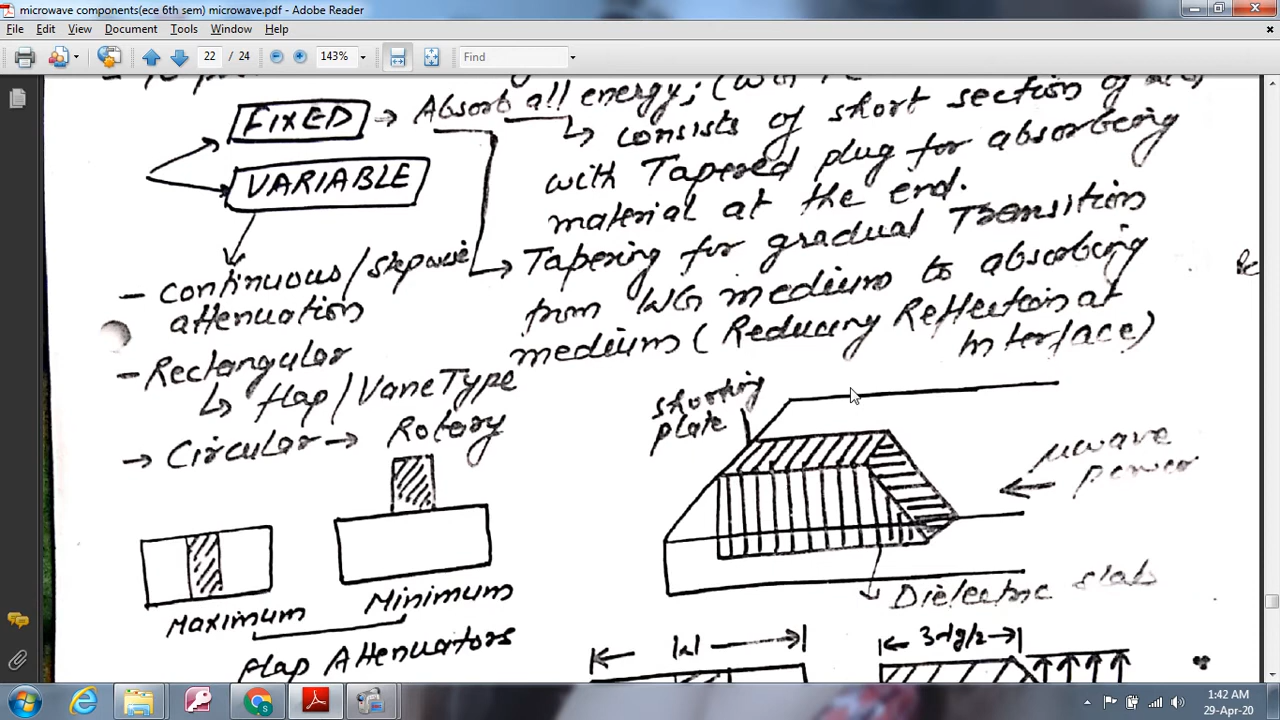 microwave components(ece 6th sem) microwave.pdf - Adobe Reader
File Edit View Document Tools Window Help
22 / 24 143% Find
FIXED → Absorb all energy;
↳ consists of short section of
with Tapered plug for absorbing
material at the end.
VARIABLE
- continuous/stepwise
attenuation
Tapering for gradual Transition
from WG medium to absorbing
medium (Reducing Reflection at
Interface)
- Rectangular
↳ flap/Vane Type
→ Circular → Rotory
shorting
plate
μwave
power
Dielectric slab
Maximum
Minimum
flap Attenuators
1:42 AM
29-Apr-20